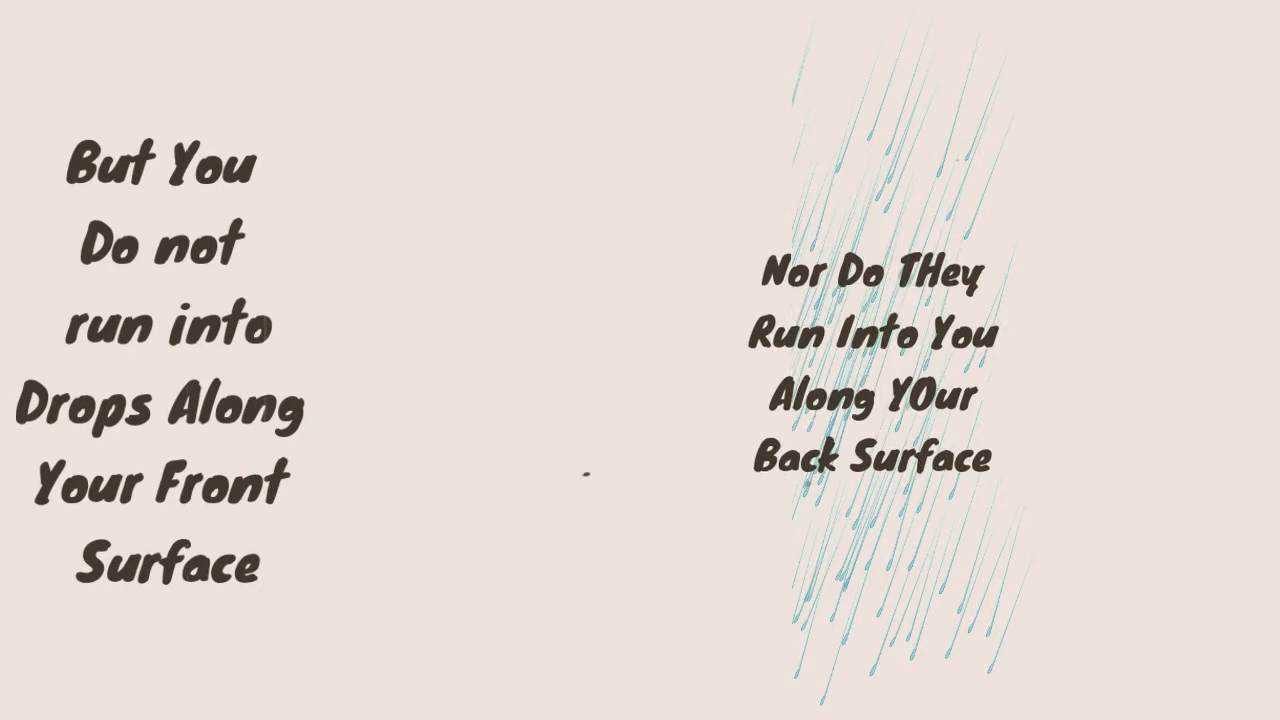 But You
Do not
run into
Drops Along
Your Front
Surface
Nor Do THey
Run Into You
Along YOur
Back Surface